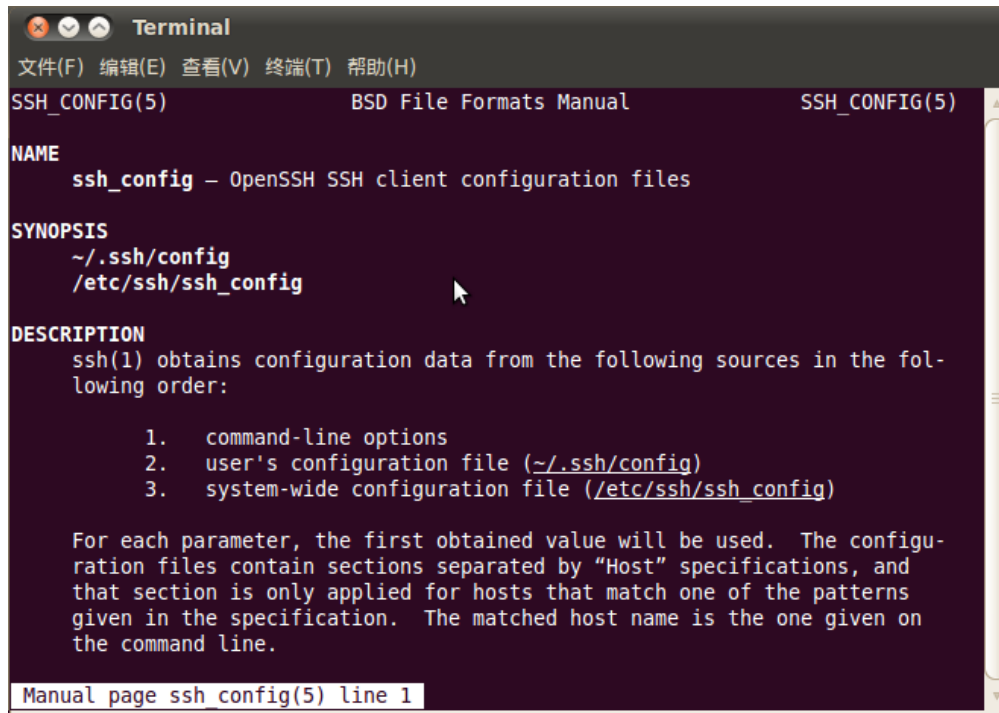 Terminal
文件(F) 编辑(E) 查看(V) 终端(T) 帮助(H)
SSH_CONFIG(5) BSD File Formats Manual SSH_CONFIG(5)
NAME
ssh_config — OpenSSH SSH client configuration files
SYNOPSIS
~/.ssh/config
/etc/ssh/ssh_config
DESCRIPTION
ssh(1) obtains configuration data from the following sources in the fol-
lowing order:
1. command-line options
2. user's configuration file (~/.ssh/config)
3. system-wide configuration file (/etc/ssh/ssh_config)
For each parameter, the first obtained value will be used. The configu-
ration files contain sections separated by “Host” specifications, and
that section is only applied for hosts that match one of the patterns
given in the specification. The matched host name is the one given on
the command line.
Manual page ssh_config(5) line 1